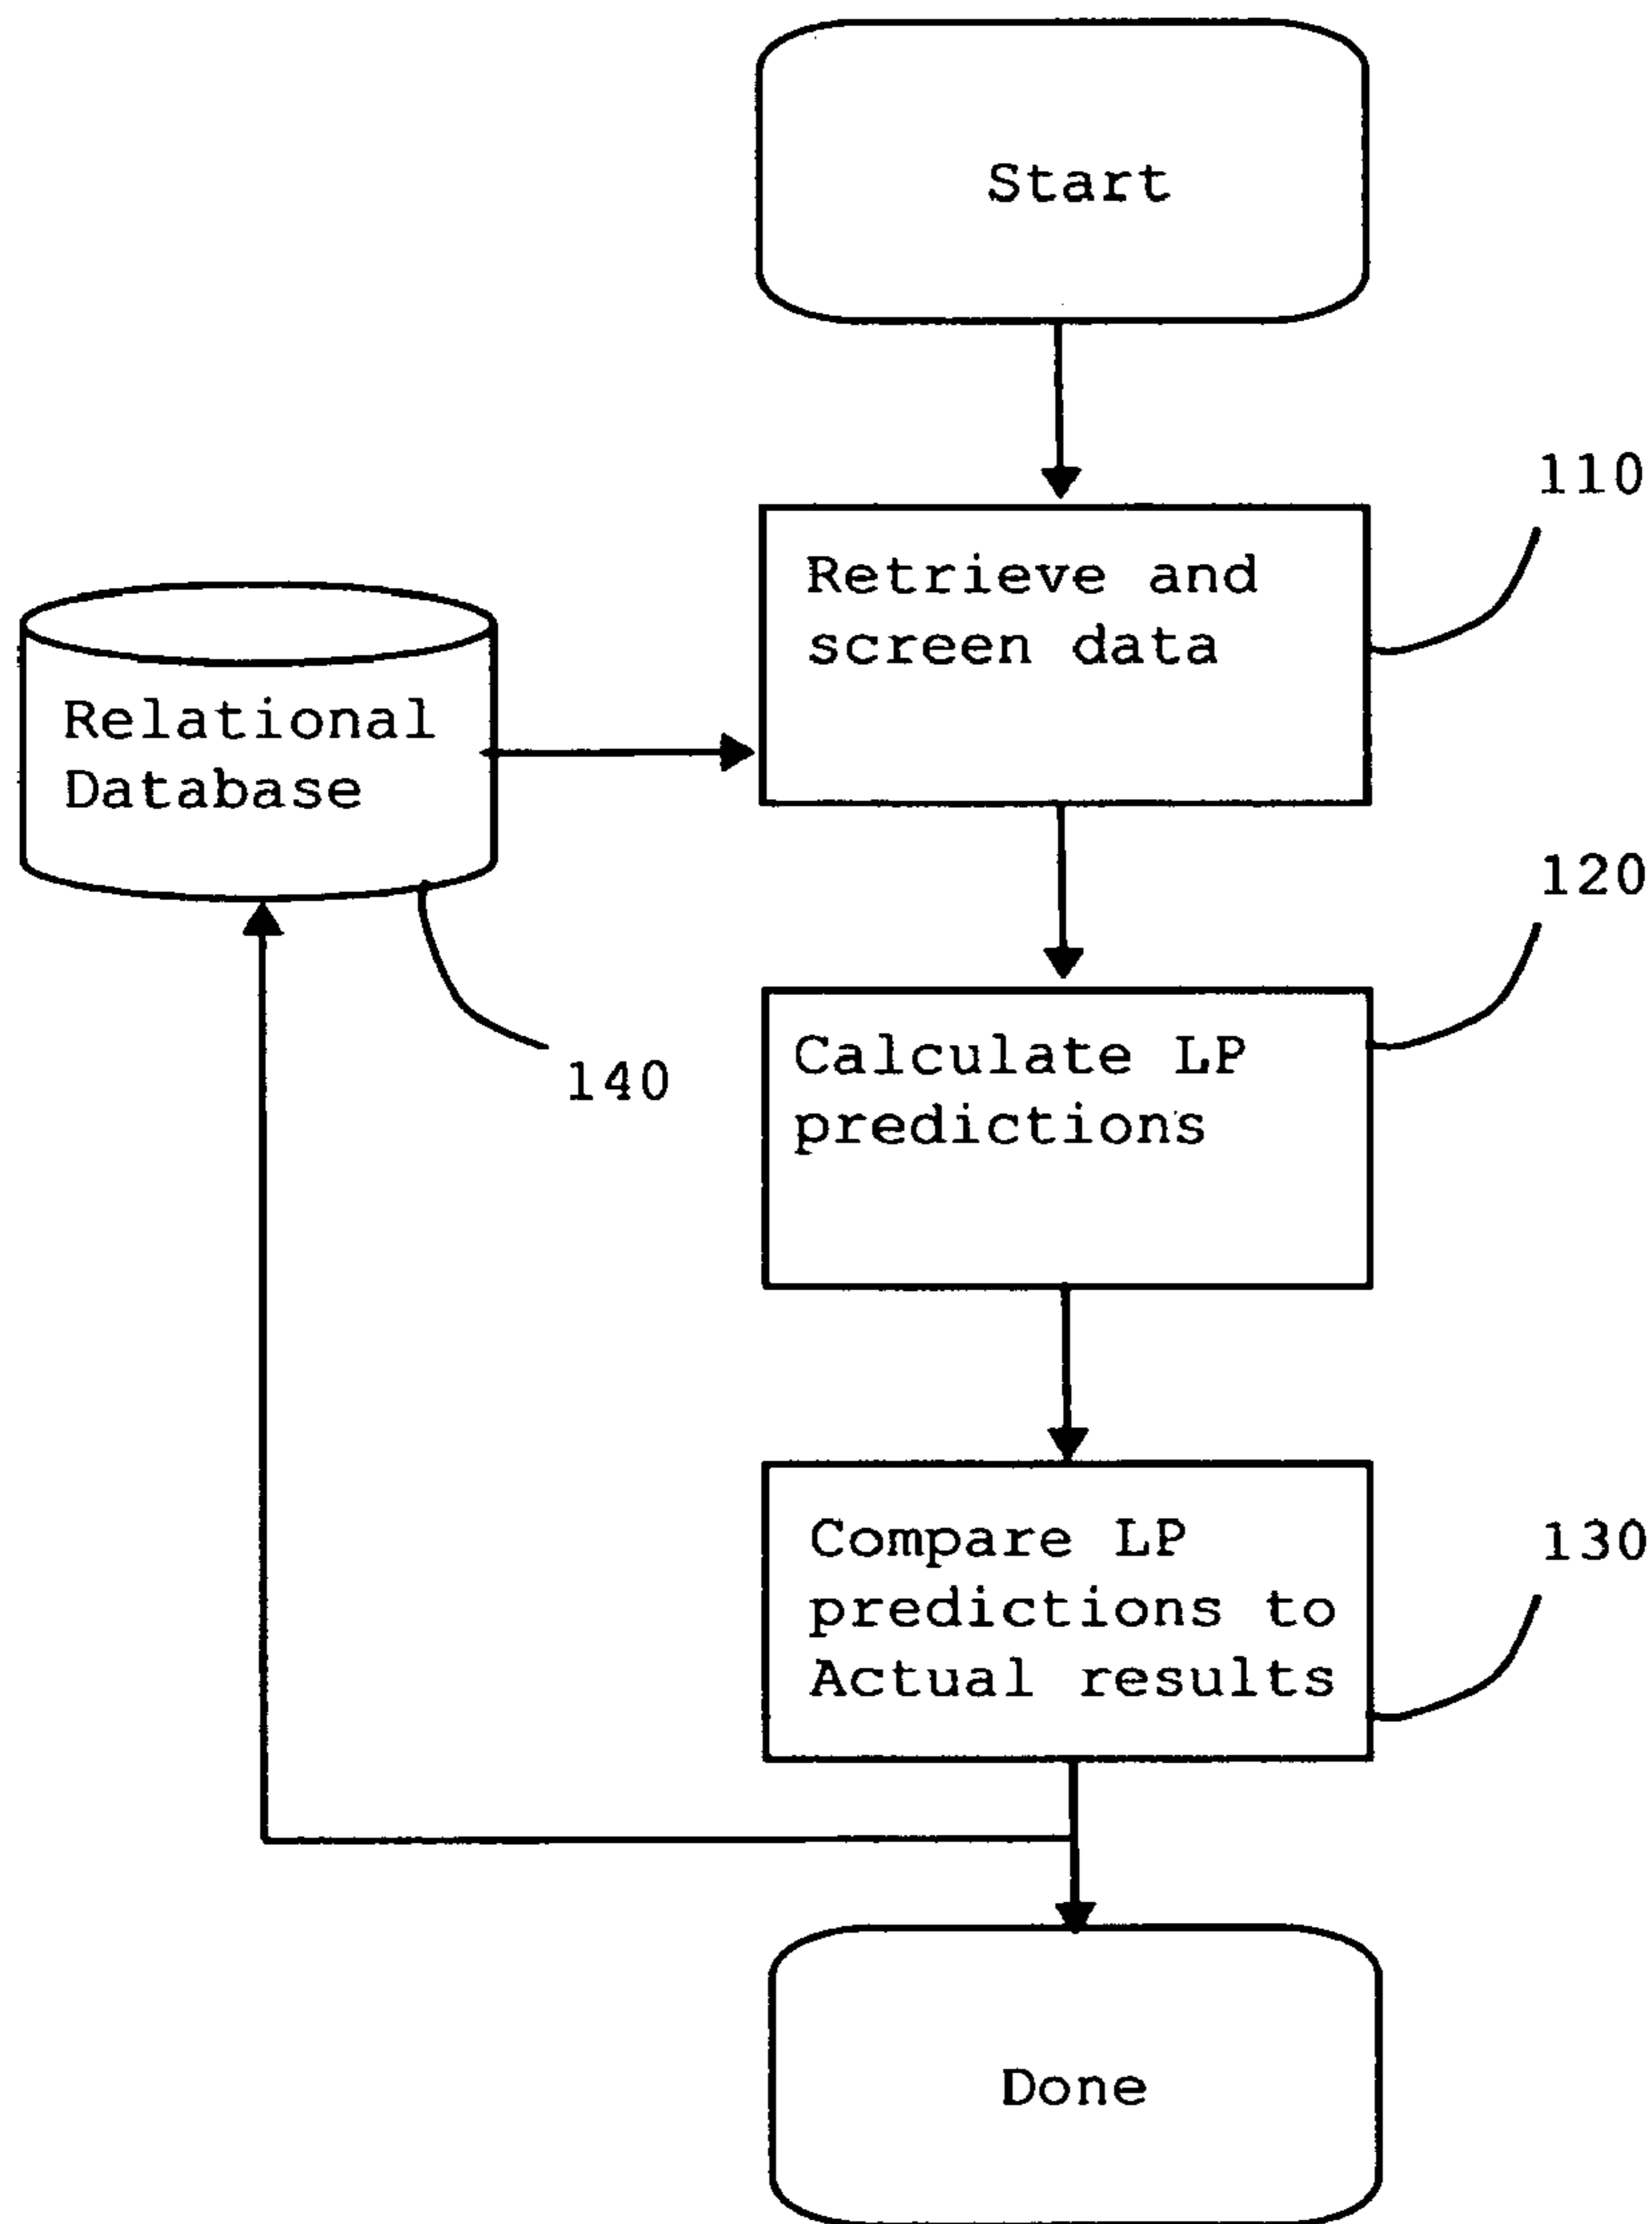 Start
110
Retrieve and
screen data
Relational
Database
120
140
Calculate LP
predictions
130
Compare LP
predictions to
Actual results
Done